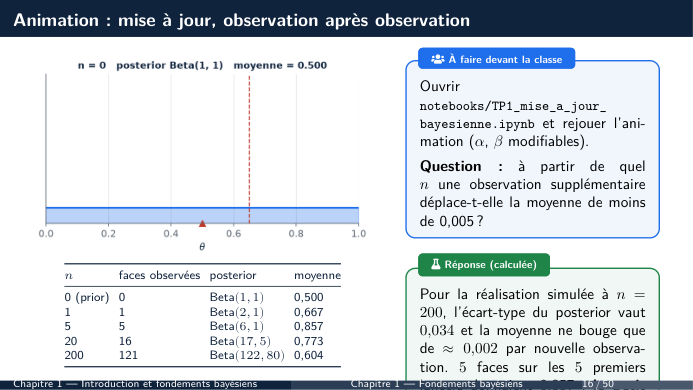 Animation : mise à jour, observation après observation
n = 0   posterior Beta(1, 1)   moyenne = 0.500
0.0 0.2 0.4 0.6 0.8 1.0
θ
n faces observées posterior moyenne
0 (prior) 0 Beta(1, 1) 0,500
1 1 Beta(2, 1) 0,667
5 5 Beta(6, 1) 0,857
20 16 Beta(17, 5) 0,773
200 121 Beta(122, 80) 0,604
À faire devant la classe
Ouvrir
notebooks/TP1_mise_a_jour_
bayesienne.ipynb et rejouer l'ani-
mation (α, β modifiables).
Question : à partir de quel
n une observation supplémentaire
déplace-t-elle la moyenne de moins
de 0,005 ?
Réponse (calculée)
Pour la réalisation simulée à n =
200, l'écart-type du posterior vaut
0,034 et la moyenne ne bouge que
de ≈ 0,002 par nouvelle observa-
tion. 5 faces sur les 5 premiers
Chapitre 1 — Introduction et fondements bayésiens
Chapitre 1 — Fondements bayésiens
16 / 50